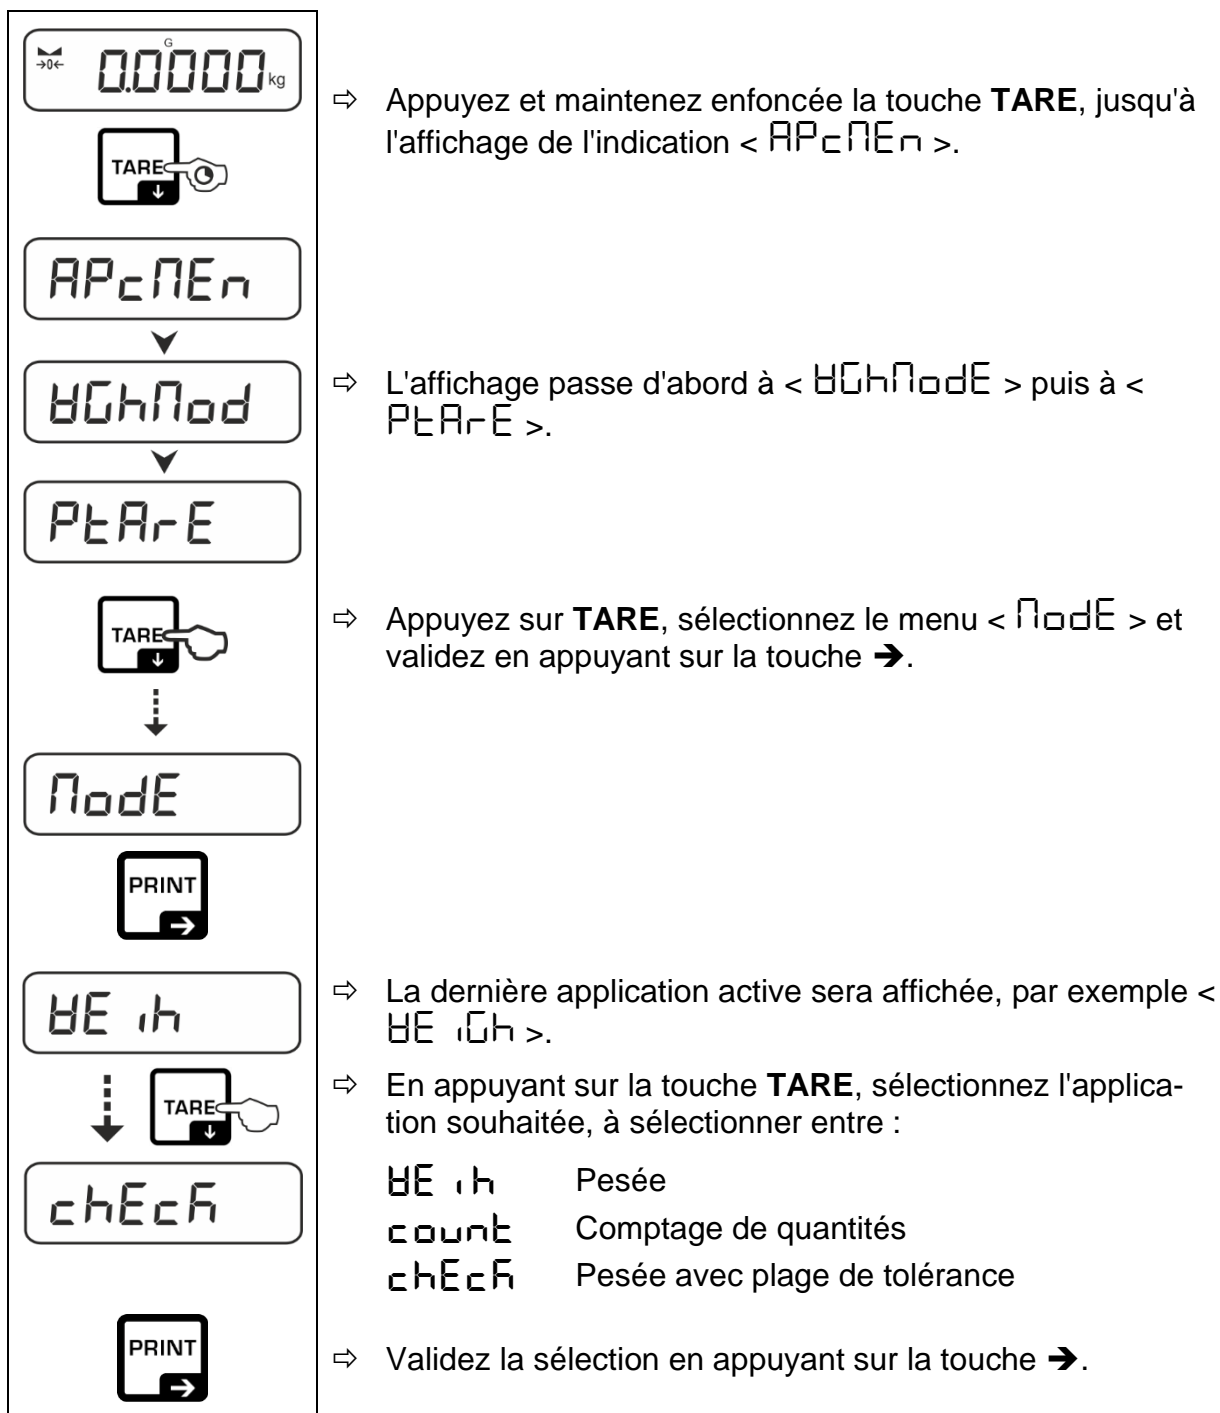 →0←
G
0.0000 kg
TARE
⇨ Appuyez et maintenez enfoncée la touche TARE, jusqu'à
l'affichage de l'indication < APcMEn >.
APcMEn
WGhMod
⇨ L'affichage passe d'abord à < WGhModE > puis à <
PtArE >.
PtArE
TARE
⇨ Appuyez sur TARE, sélectionnez le menu < ModE > et
validez en appuyant sur la touche ➔.
ModE
PRINT
WEih
⇨ La dernière application active sera affichée, par exemple <
WEiGh >.
TARE
⇨ En appuyant sur la touche TARE, sélectionnez l'applica-
tion souhaitée, à sélectionner entre :
chEcK
WEih Pesée
count Comptage de quantités
chEcK Pesée avec plage de tolérance
PRINT
⇨ Validez la sélection en appuyant sur la touche ➔.